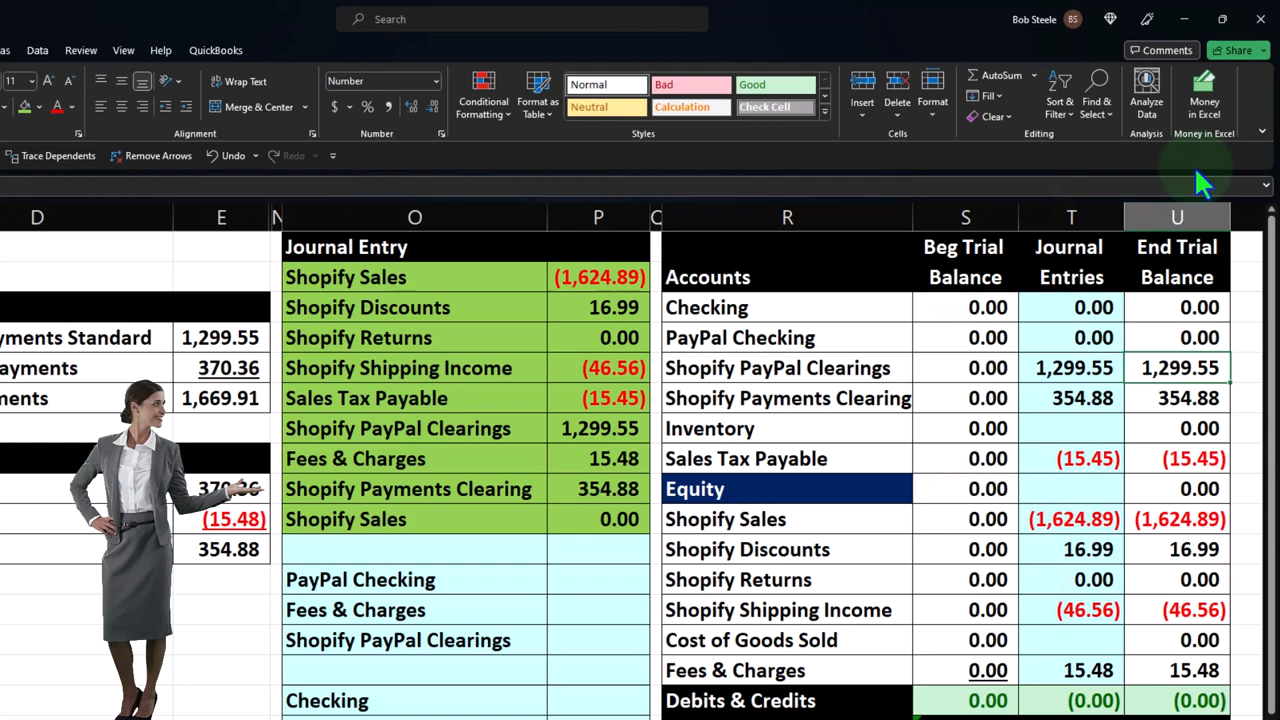 Search
Bob Steele BS
as Data Review View Help QuickBooks
Comments Share
11 A A Wrap Text Number
Merge & Center $ %
Conditional Formatting Format as Table
Normal Bad Good
Neutral Calculation Check Cell
Insert Delete Format
AutoSum
Fill
Clear
Sort & Filter Find & Select
Analyze Data
Money in Excel
Alignment Number Styles Cells Editing Analysis Money in Excel
Trace Dependents Remove Arrows Undo Redo
D E N O P R S T U
Journal Entry
Shopify Sales (1,624.89)
Shopify Discounts 16.99
Shopify Returns 0.00
Shopify Shipping Income (46.56)
Sales Tax Payable (15.45)
Shopify PayPal Clearings 1,299.55
Fees & Charges 15.48
Shopify Payments Clearing 354.88
Shopify Sales 0.00
PayPal Checking
Fees & Charges
Shopify PayPal Clearings
Checking
yments Standard 1,299.55
ayments 370.36
ments 1,669.91
(15.48)
354.88
Accounts Beg Trial Balance Journal Entries End Trial Balance
Checking 0.00 0.00 0.00
PayPal Checking 0.00 0.00 0.00
Shopify PayPal Clearings 0.00 1,299.55 1,299.55
Shopify Payments Clearing 0.00 354.88 354.88
Inventory 0.00 0.00
Sales Tax Payable 0.00 (15.45) (15.45)
Equity 0.00 0.00
Shopify Sales 0.00 (1,624.89) (1,624.89)
Shopify Discounts 0.00 16.99 16.99
Shopify Returns 0.00 0.00 0.00
Shopify Shipping Income 0.00 (46.56) (46.56)
Cost of Goods Sold 0.00 0.00
Fees & Charges 0.00 15.48 15.48
Debits & Credits 0.00 (0.00) (0.00)